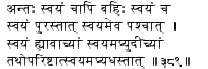 अन्तः स्वयं चापि बहिः स्वयं च
स्वयं पुरस्तात् स्वयमेव पश्चात् ।
स्वयं ह्यवाच्यां स्वयमप्युदीच्यां
तथोपरिष्टात्स्वयमप्यधस्तात् ॥३८९॥